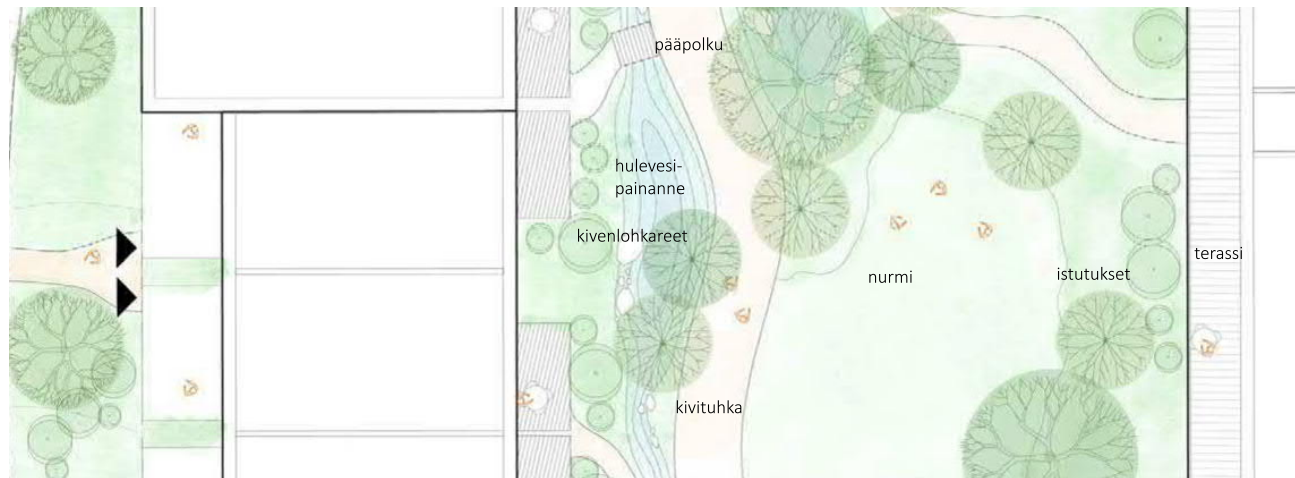 pääpolku
hulevesi-
painanne
kivenlohkareet
terassi
nurmi
istutukset
kivituhka